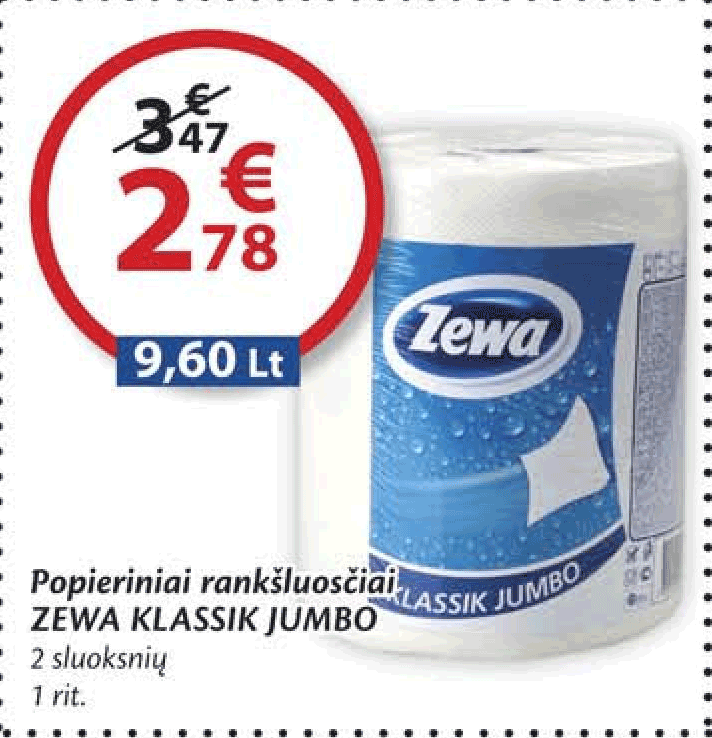 3 47 €
2 78 €
9,60 Lt
Zewa
KLASSIK JUMBO
Popieriniai rankšluosčiai
ZEWA KLASSIK JUMBO
2 sluoksnių
1 rit.